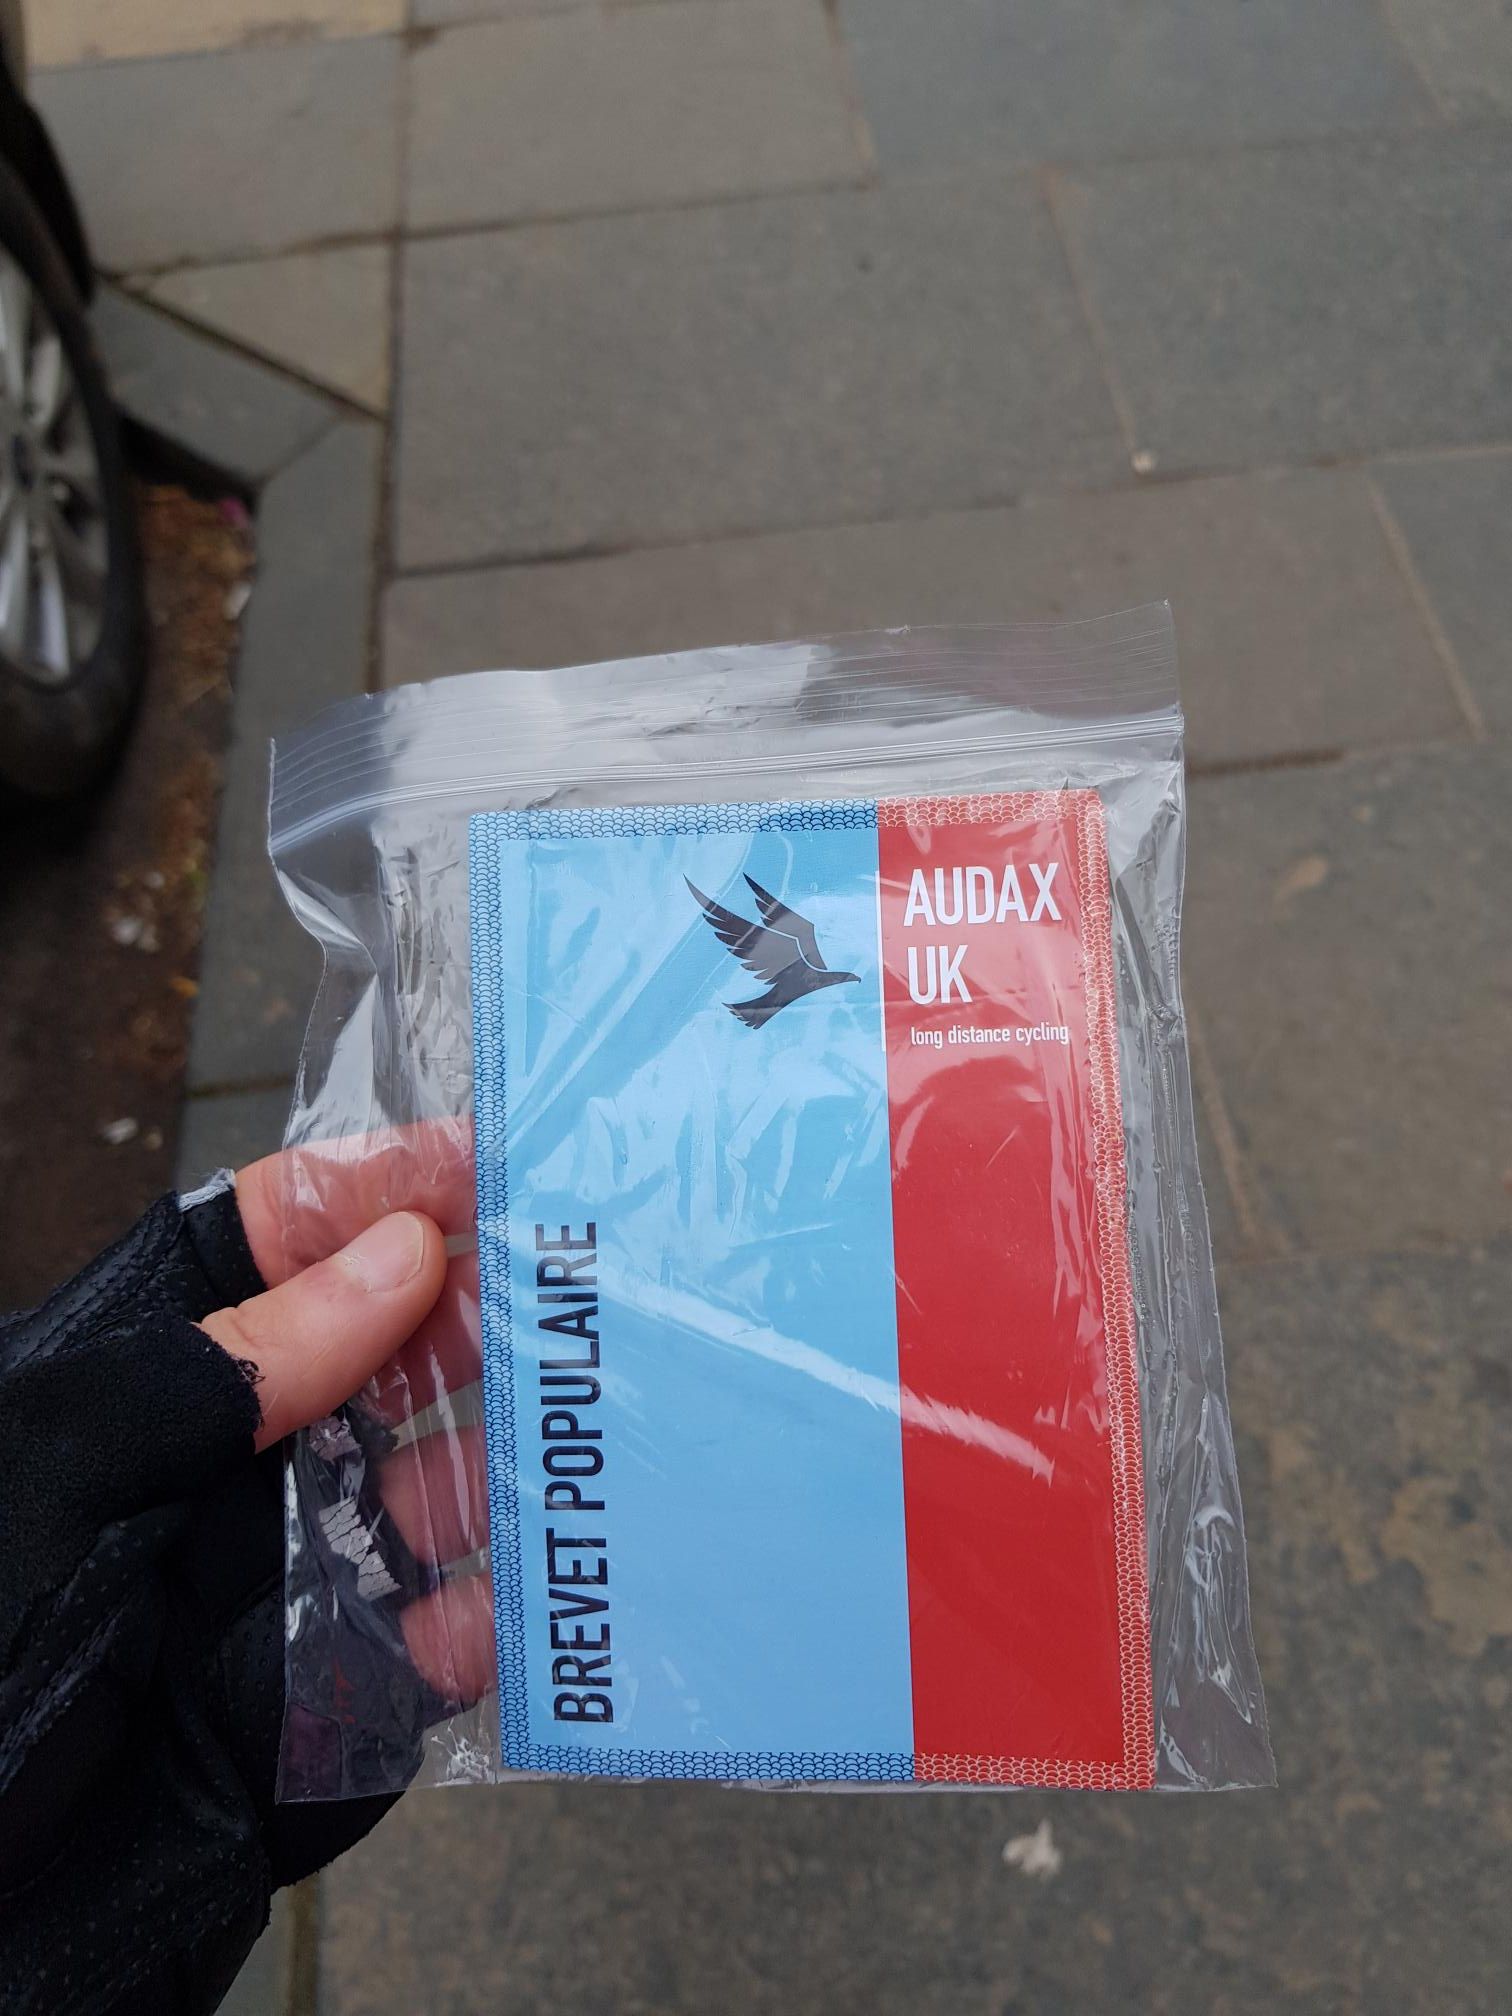 AUDAX
UK
long distance cycling
BREVET POPULAIRE